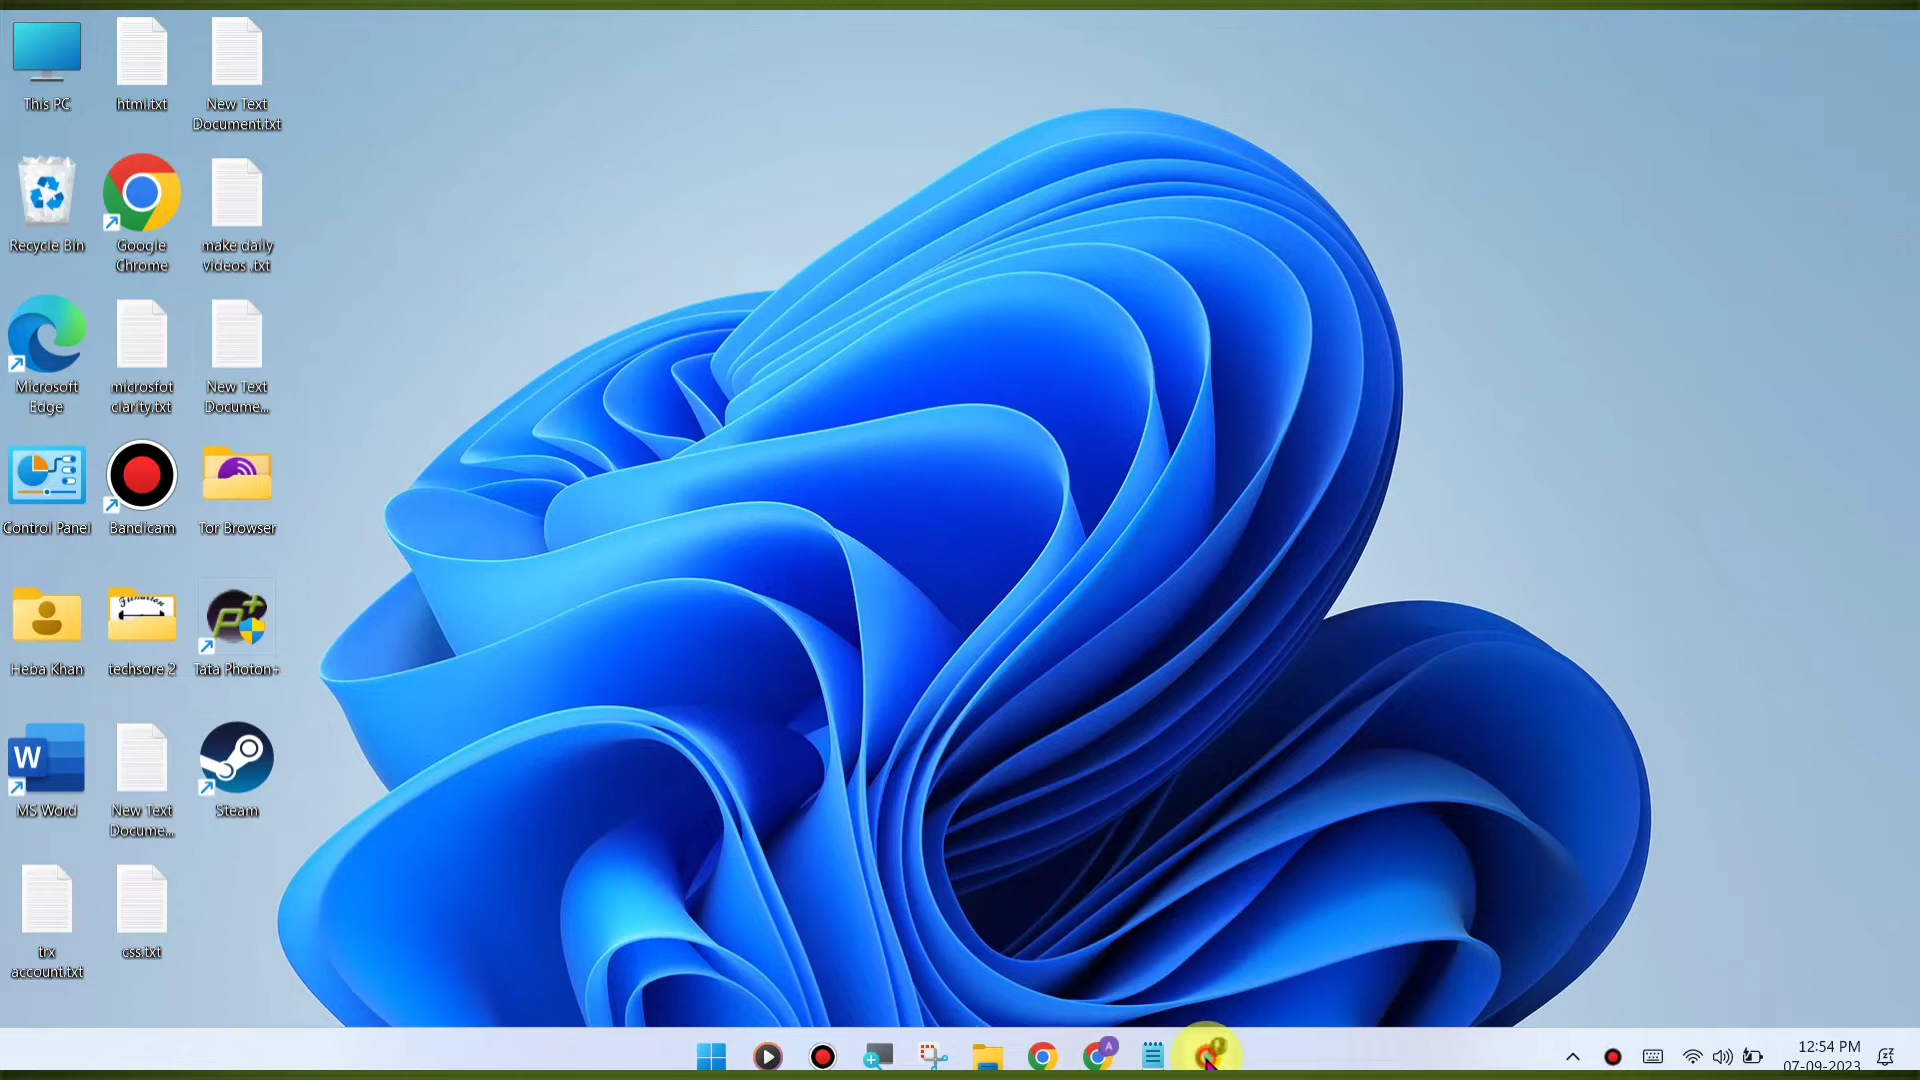 This PC
html.txt
New Text
Document.txt
Recycle Bin
Google
Chrome
make daily
videos .txt
Microsoft
Edge
microsfot
clarity.txt
New Text
Docume...
Control Panel
Bandicam
Tor Browser
Heba Khan
techsore 2
Tata Photon+
W
MS Word
New Text
Docume...
Steam
trx
account.txt
css.txt
A
12:54 PM
07-09-2023